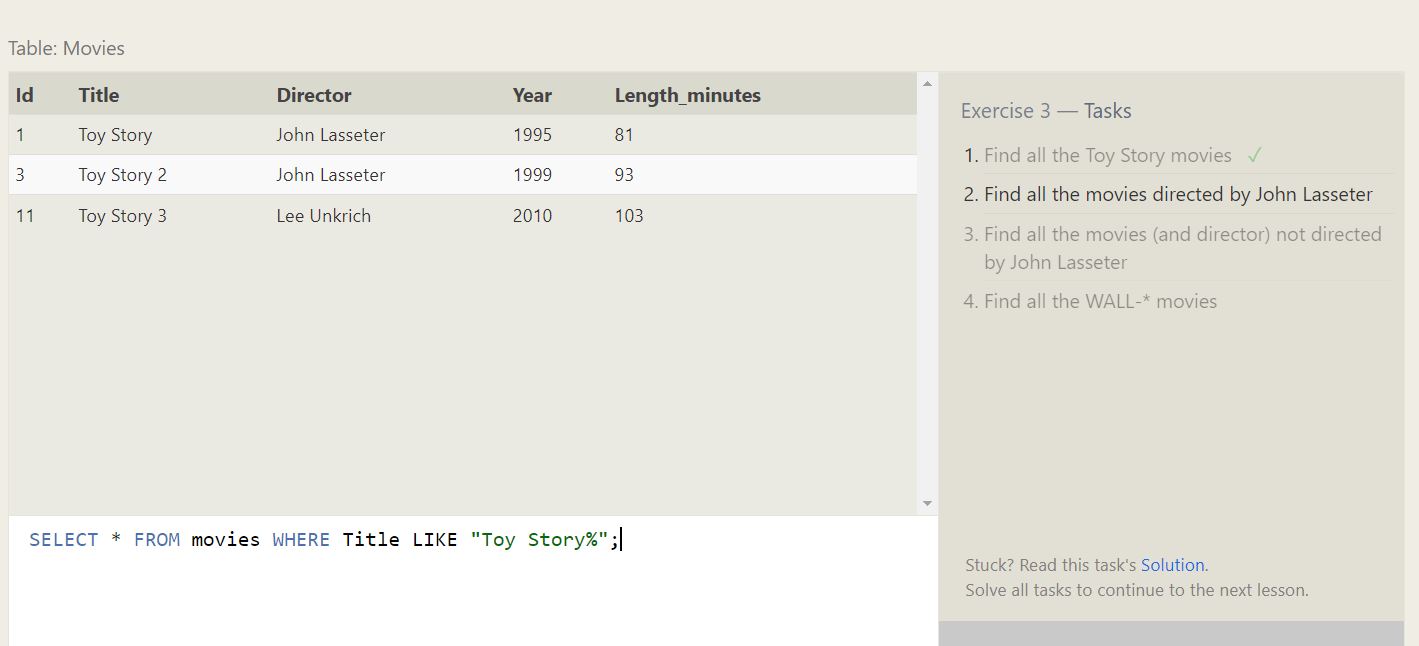 Table: Movies
Id Title Director Year Length_minutes
1 Toy Story John Lasseter 1995 81
3 Toy Story 2 John Lasseter 1999 93
11 Toy Story 3 Lee Unkrich 2010 103
SELECT * FROM movies WHERE Title LIKE "Toy Story%";
Exercise 3 — Tasks
1. Find all the Toy Story movies ✓
2. Find all the movies directed by John Lasseter
3. Find all the movies (and director) not directed
by John Lasseter
4. Find all the WALL-* movies
Stuck? Read this task's Solution.
Solve all tasks to continue to the next lesson.